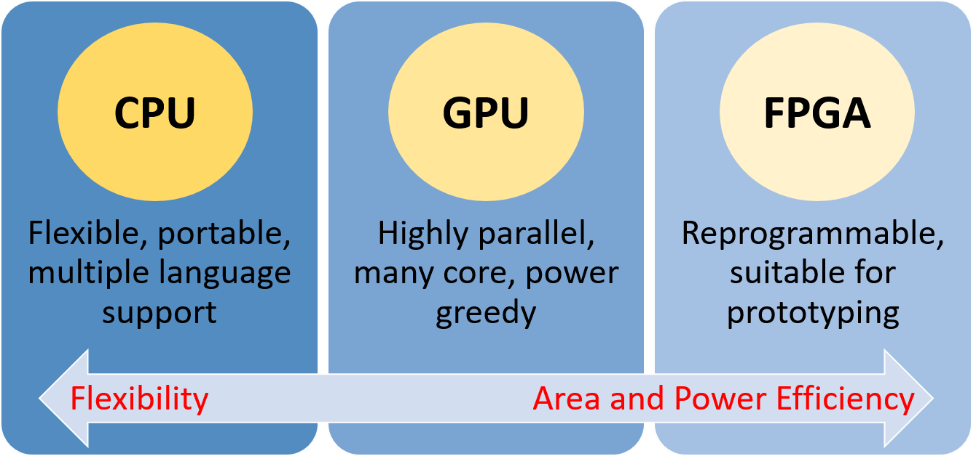 CPU
Flexible, portable,
multiple language
support
GPU
Highly parallel,
many core, power
greedy
FPGA
Reprogrammable,
suitable for
prototyping
Flexibility
Area and Power Efficiency